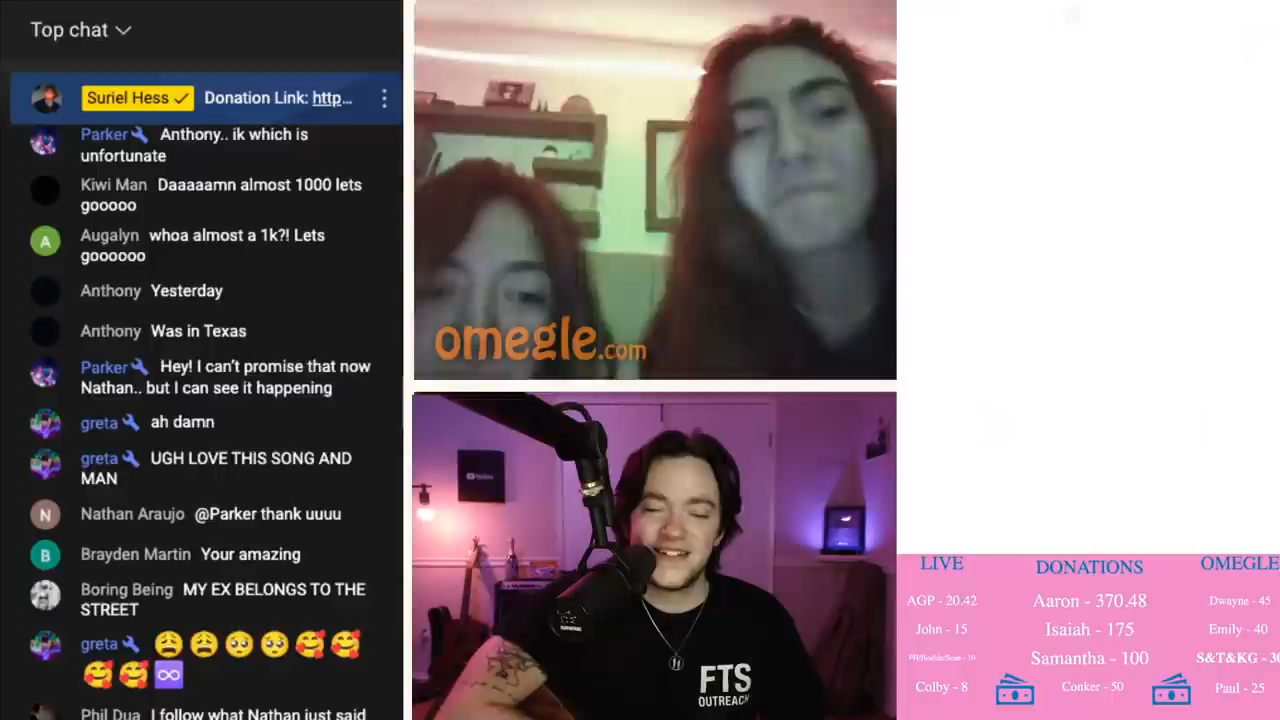 Top chat
Suriel Hess Donation Link: http...
Parker Anthony.. ik which is
unfortunate
Kiwi Man Daaaaamn almost 1000 lets
gooooo
A Augalyn whoa almost a 1k?! Lets
goooooo
Anthony Yesterday
Anthony Was in Texas
Parker Hey! I can't promise that now
Nathan.. but I can see it happening
greta ah damn
greta UGH LOVE THIS SONG AND
MAN
N Nathan Araujo @Parker thank uuuu
B Brayden Martin Your amazing
Boring Being MY EX BELONGS TO THE
STREET
greta
Phil Dua I follow what Nathan just said
omegle.com
FTS
OUTREACH
LIVE
AGP - 20.42
John - 15
Colby - 8
DONATIONS
Aaron - 370.48
Isaiah - 175
Samantha - 100
Conker - 50
OMEGLE
Dwayne - 45
Emily - 40
S&T&KG - 30
Paul - 25